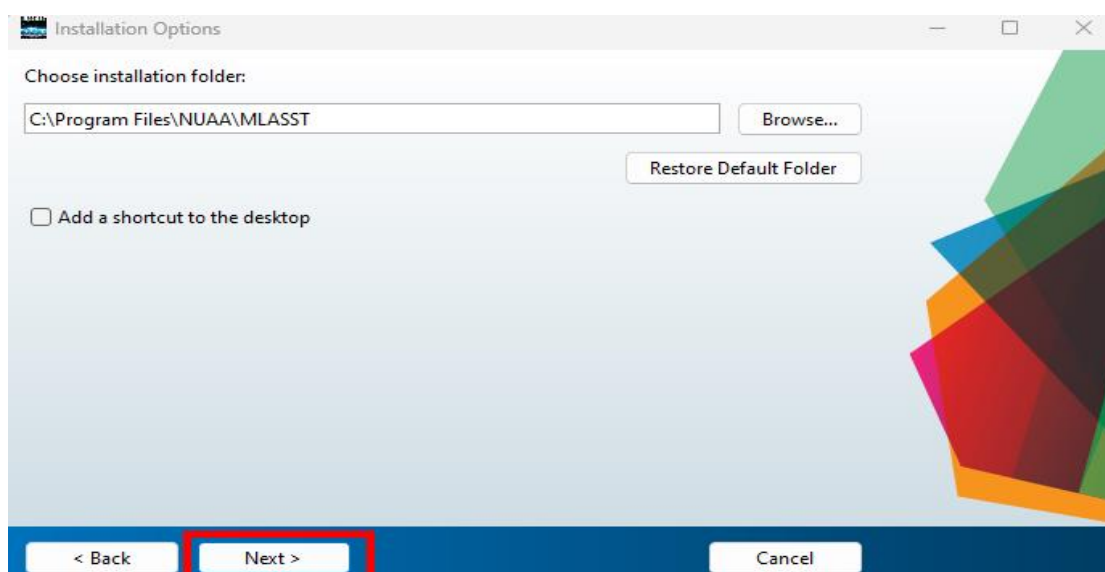 Installation Options
Choose installation folder:
C:\Program Files\NUAA\MLASST
Browse...
Restore Default Folder
Add a shortcut to the desktop
< Back
Next >
Cancel